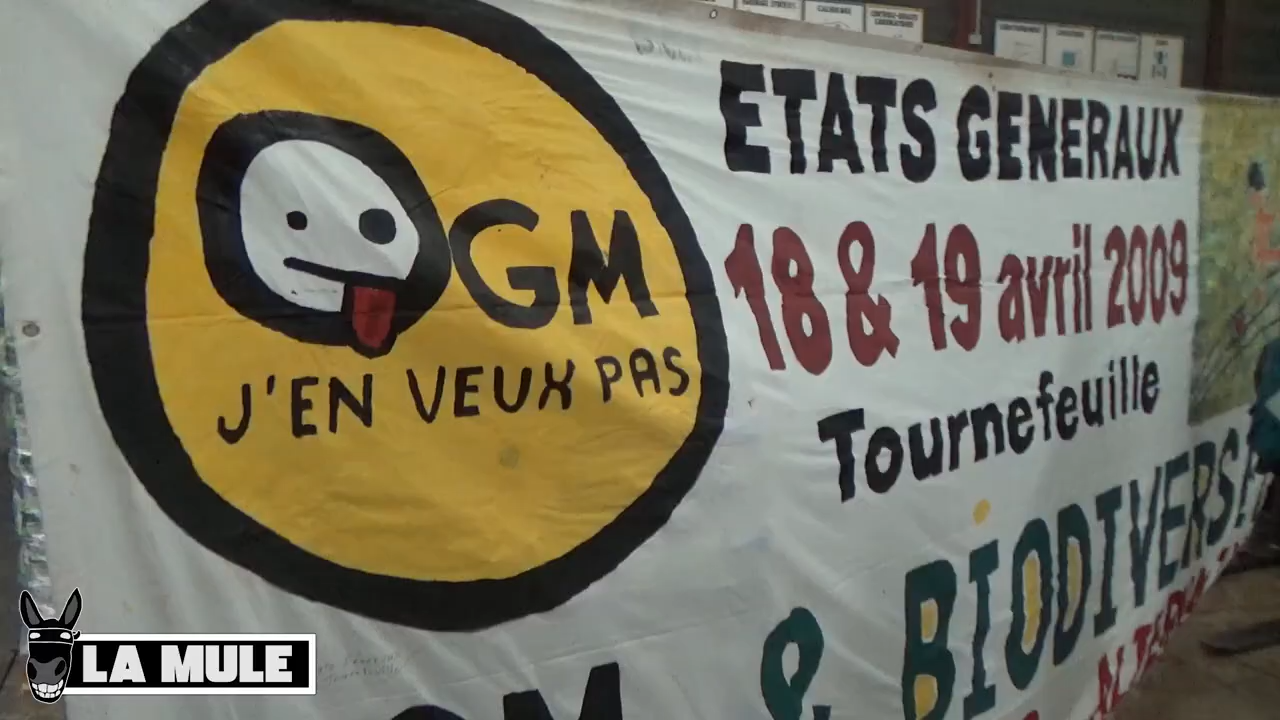 OGM
J'EN VEUX PAS
ETATS GENERAUX
18 & 19 avril 2009
Tournefeuille
& BIODIVERS
LA MULE